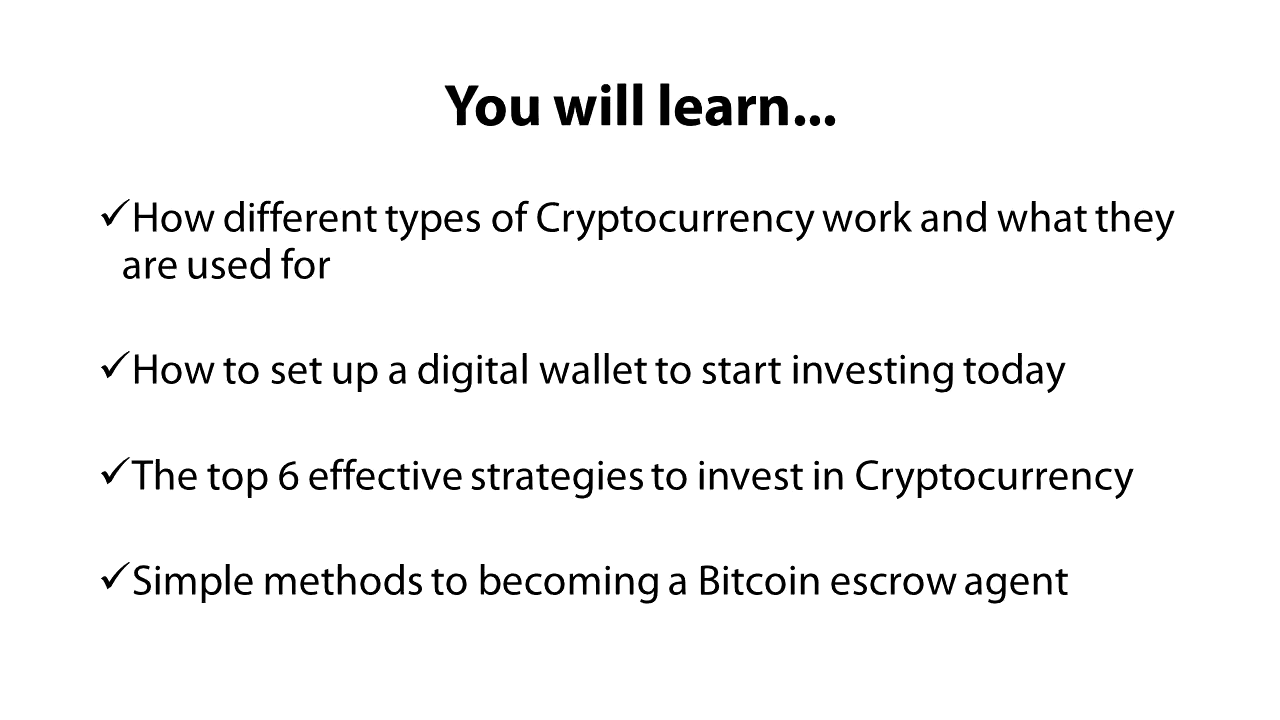 You will learn...
✓How different types of Cryptocurrency work and what they
are used for
✓How to set up a digital wallet to start investing today
✓The top 6 effective strategies to invest in Cryptocurrency
✓Simple methods to becoming a Bitcoin escrow agent